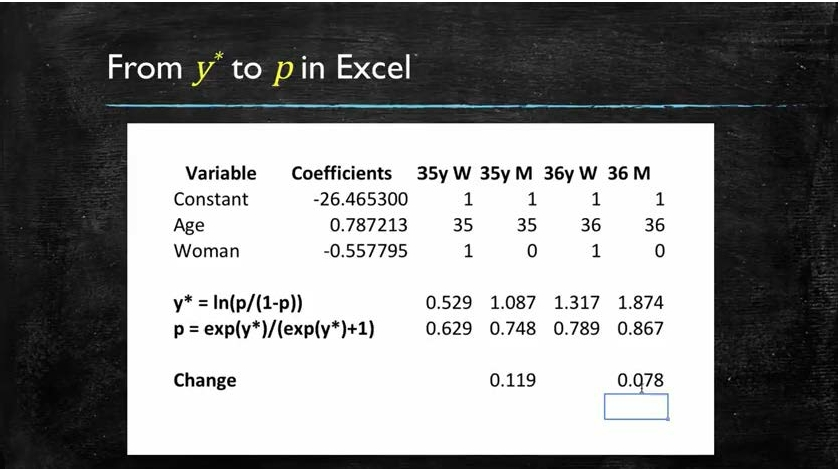 From y* to p in Excel
Variable Coefficients 35y W 35y M 36y W 36 M
Constant -26.465300 1 1 1 1
Age 0.787213 35 35 36 36
Woman -0.557795 1 0 1 0
y* = ln(p/(1-p)) 0.529 1.087 1.317 1.874
p = exp(y*)/(exp(y*)+1) 0.629 0.748 0.789 0.867
Change 0.119 0.078